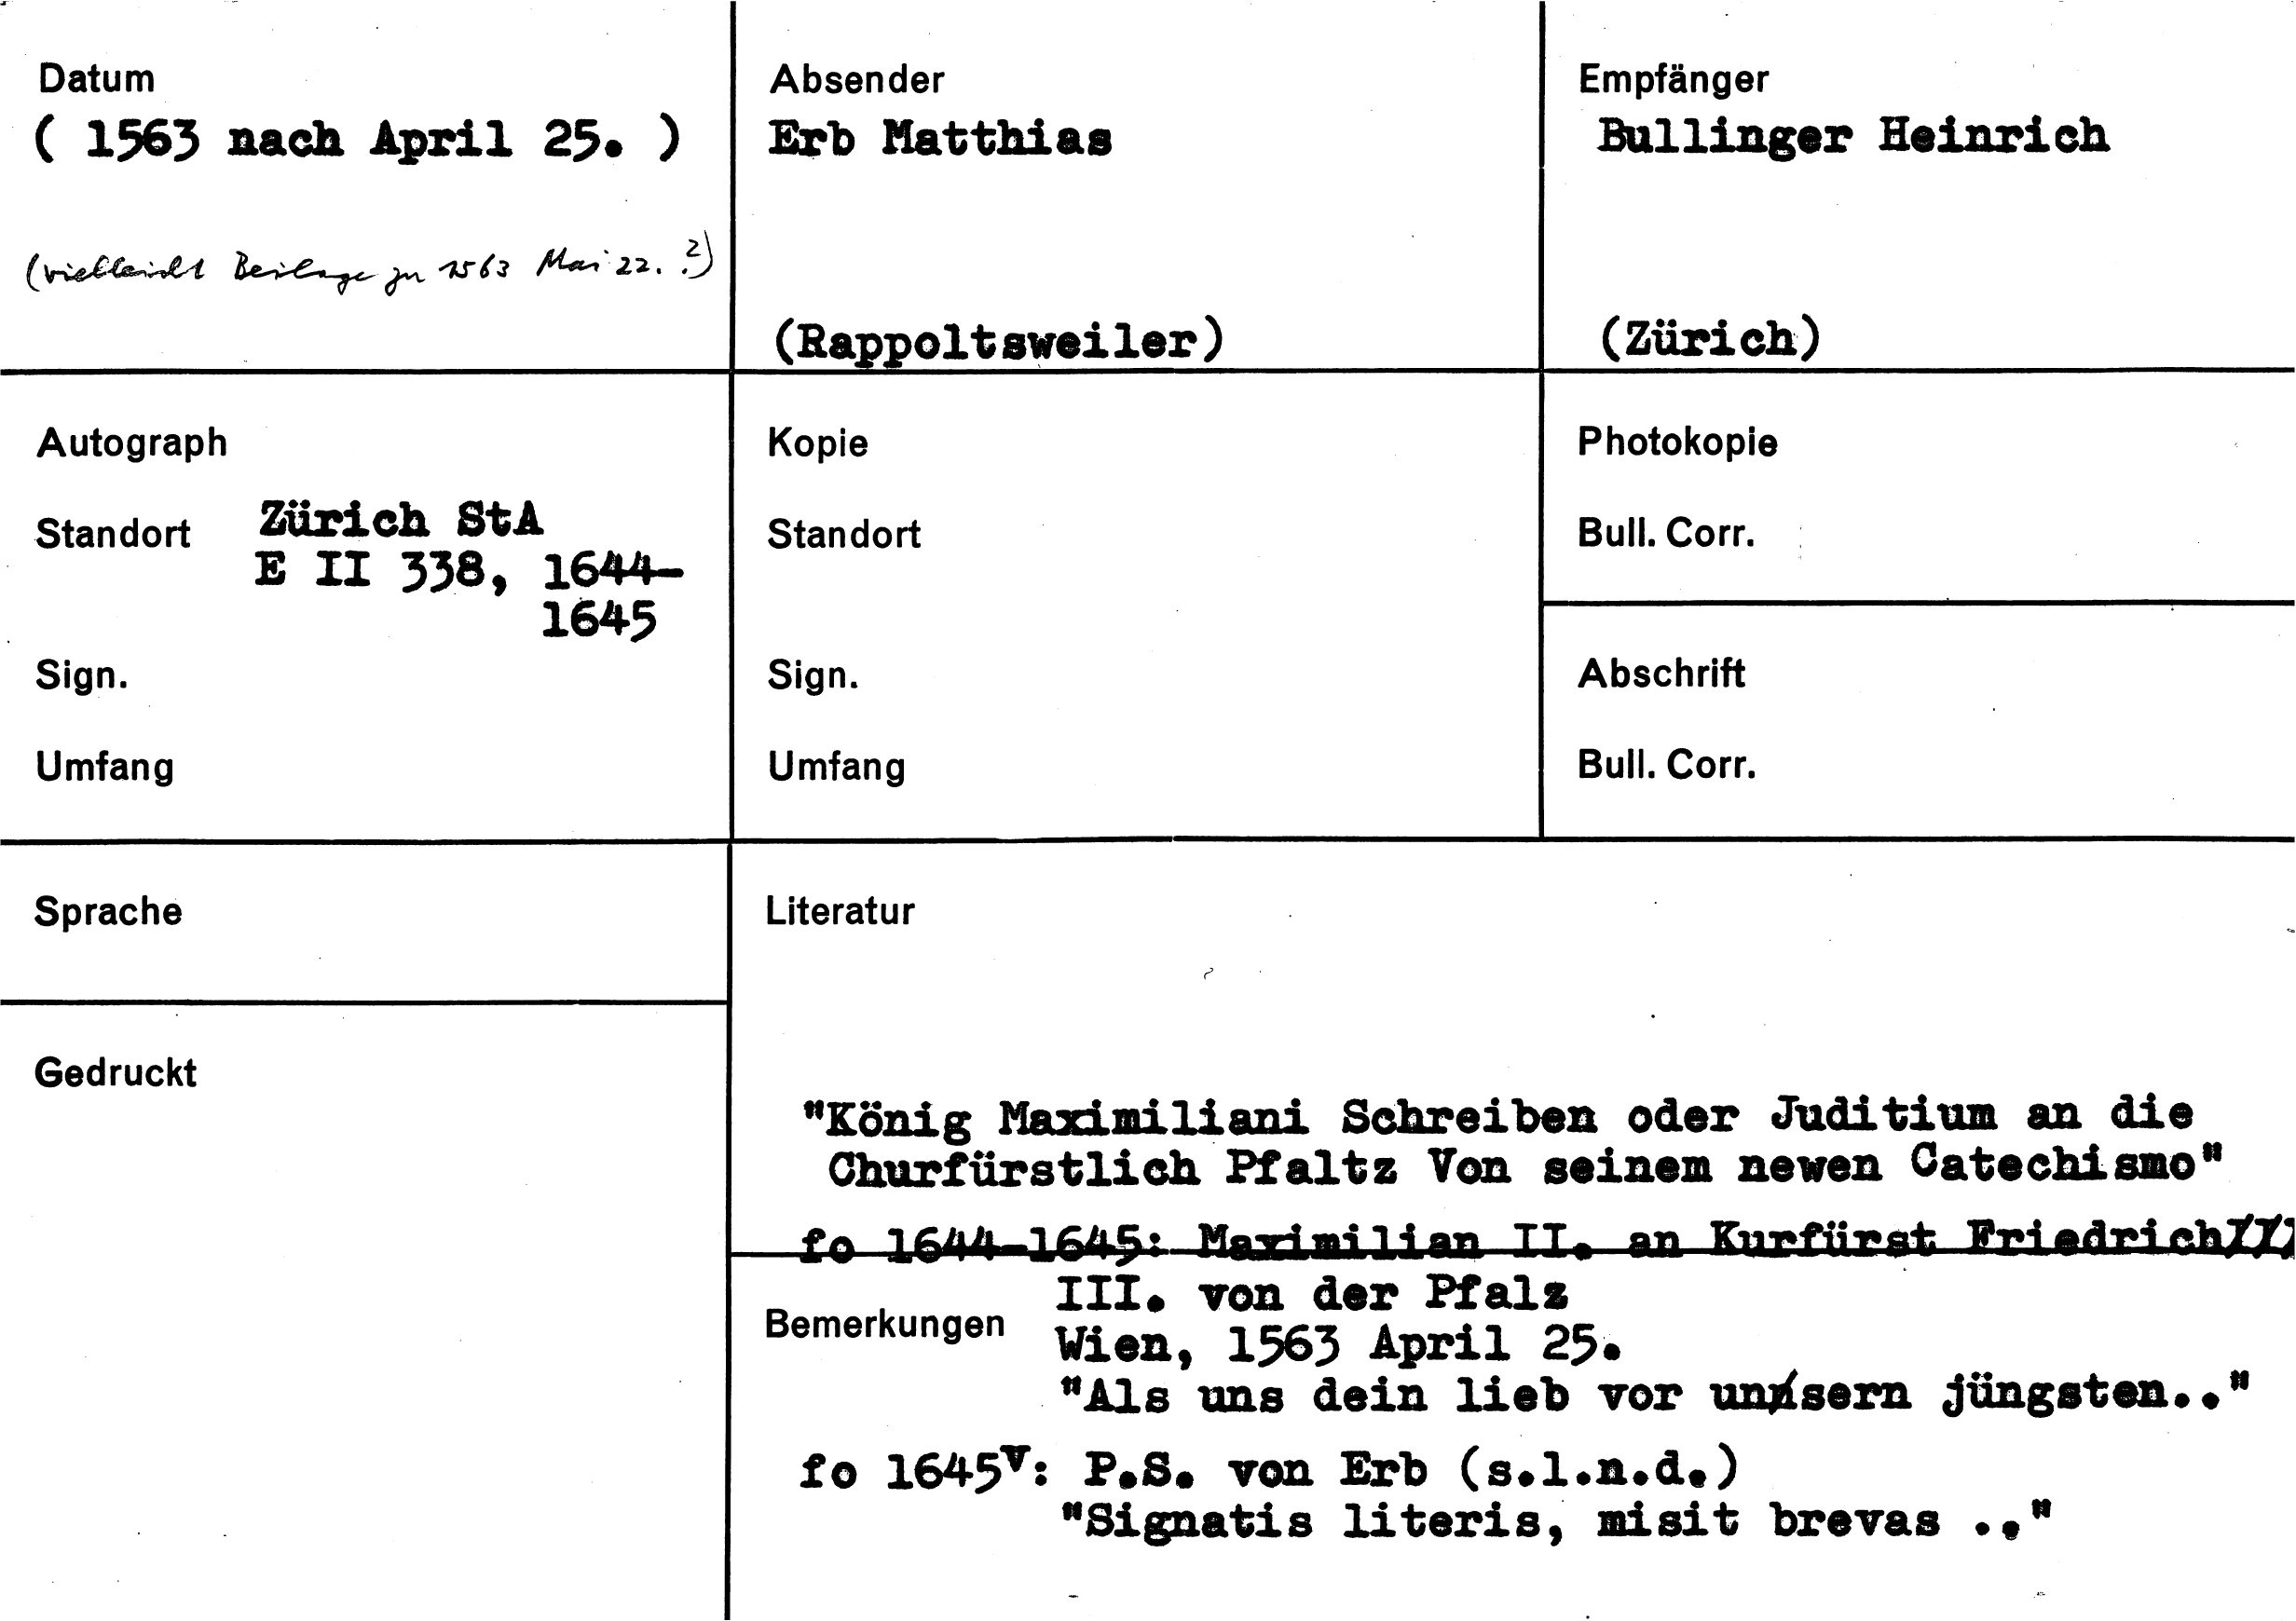 Datum
( 1563 nach April 25. )
(vielleicht Beilage zu 1563 Mai 22. ?)
Absender
Erb Matthias
(Rappoltsweiler)
Empfänger
Bullinger Heinrich
(Zürich)
Autograph
Standort Zürich StA
E II 338, 1644-
1645
Sign.
Umfang
Kopie
Standort
Sign.
Umfang
Photokopie
Bull. Corr.
Abschrift
Bull. Corr.
Sprache
Gedruckt
Literatur
"König Maximiliani Schreiben oder Juditium an die
Churfürstlich Pfaltz Von seinem newen Catechismo"
fo 1644-1645: Maximilian II. an Kurfürst Friedrich
III. von der Pfalz
Bemerkungen
Wien, 1563 April 25.
"Als uns dein lieb vor unsern jüngsten.."
fo 1645v: P.S. von Erb (s.l.n.d.)
"Signatis literis, misit brevas .."